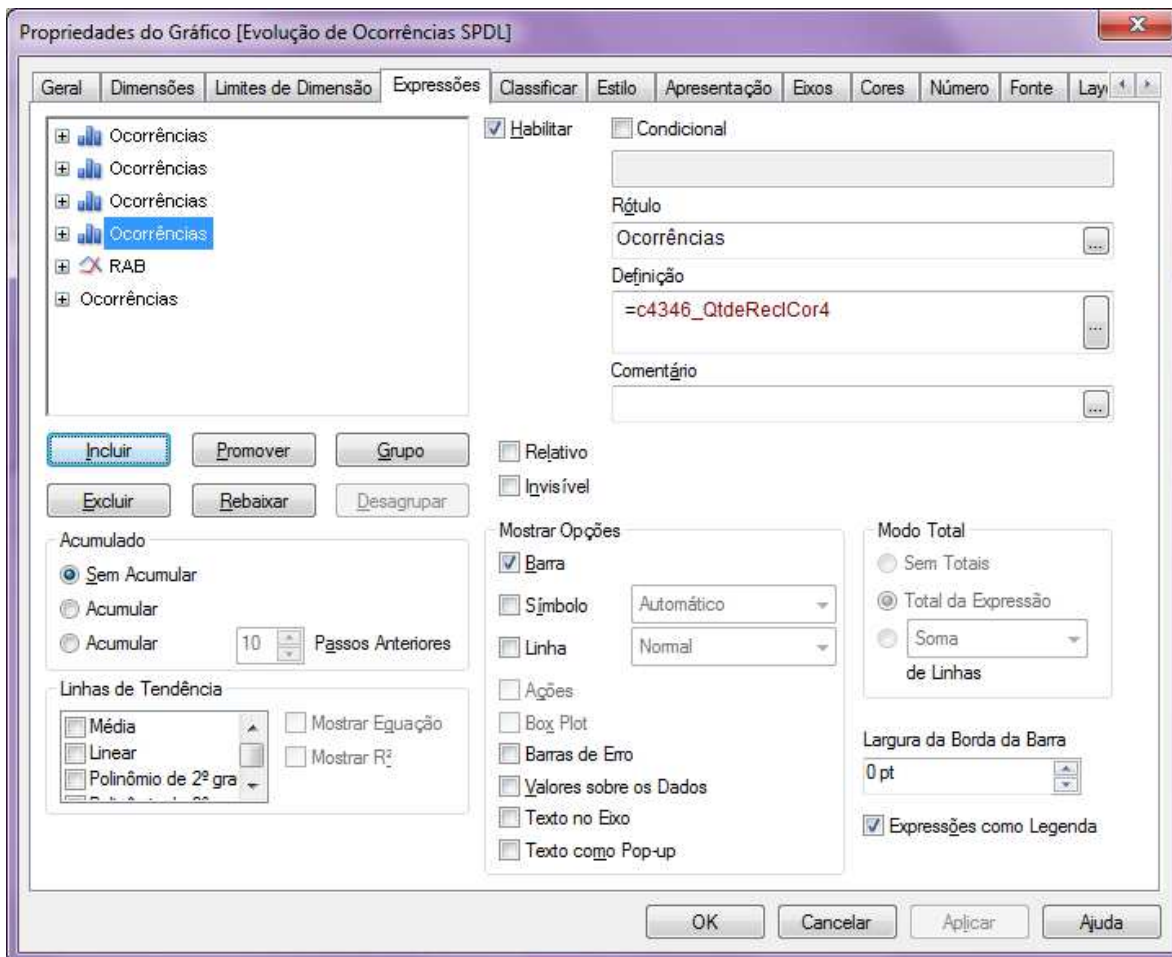 Propriedades do Gráfico [Evolução de Ocorrências SPDL]
Geral Dimensões Limites de Dimensão Expressões Classificar Estilo Apresentação Eixos Cores Número Fonte Lay
Ocorrências
Ocorrências
Ocorrências
Ocorrências
RAB
Ocorrências
Habilitar Condicional
Rótulo
Ocorrências
...
Definição
=c4346_QtdeReclCor4
...
Comentário
...
Incluir Promover Grupo
Excluir Rebaixar Desagrupar
Relativo
Invisível
Acumulado
Sem Acumular
Acumular
Acumular 10 Passos Anteriores
Linhas de Tendência
Média
Linear
Polinômio de 2º gra
Mostrar Equação
Mostrar R²
Mostrar Opções
Barra
Símbolo Automático
Linha Normal
Ações
Box Plot
Barras de Erro
Valores sobre os Dados
Texto no Eixo
Texto como Pop-up
Modo Total
Sem Totais
Total da Expressão
Soma
de Linhas
Largura da Borda da Barra
0 pt
Expressões como Legenda
OK Cancelar Aplicar Ajuda